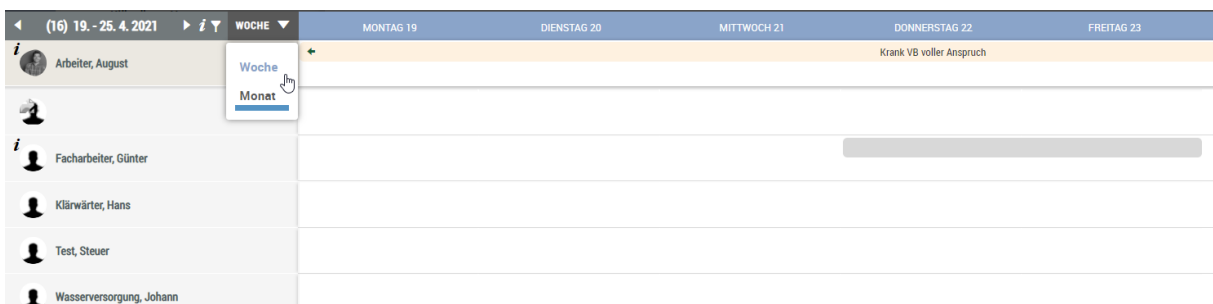 (16) 19. - 25. 4. 2021 i WOCHE MONTAG 19 DIENSTAG 20 MITTWOCH 21 DONNERSTAG 22 FREITAG 23
i Arbeiter, August Krank VB voller Anspruch
Woche
Monat
i Facharbeiter, Günter
Klärwärter, Hans
Test, Steuer
Wasserversorgung, Johann